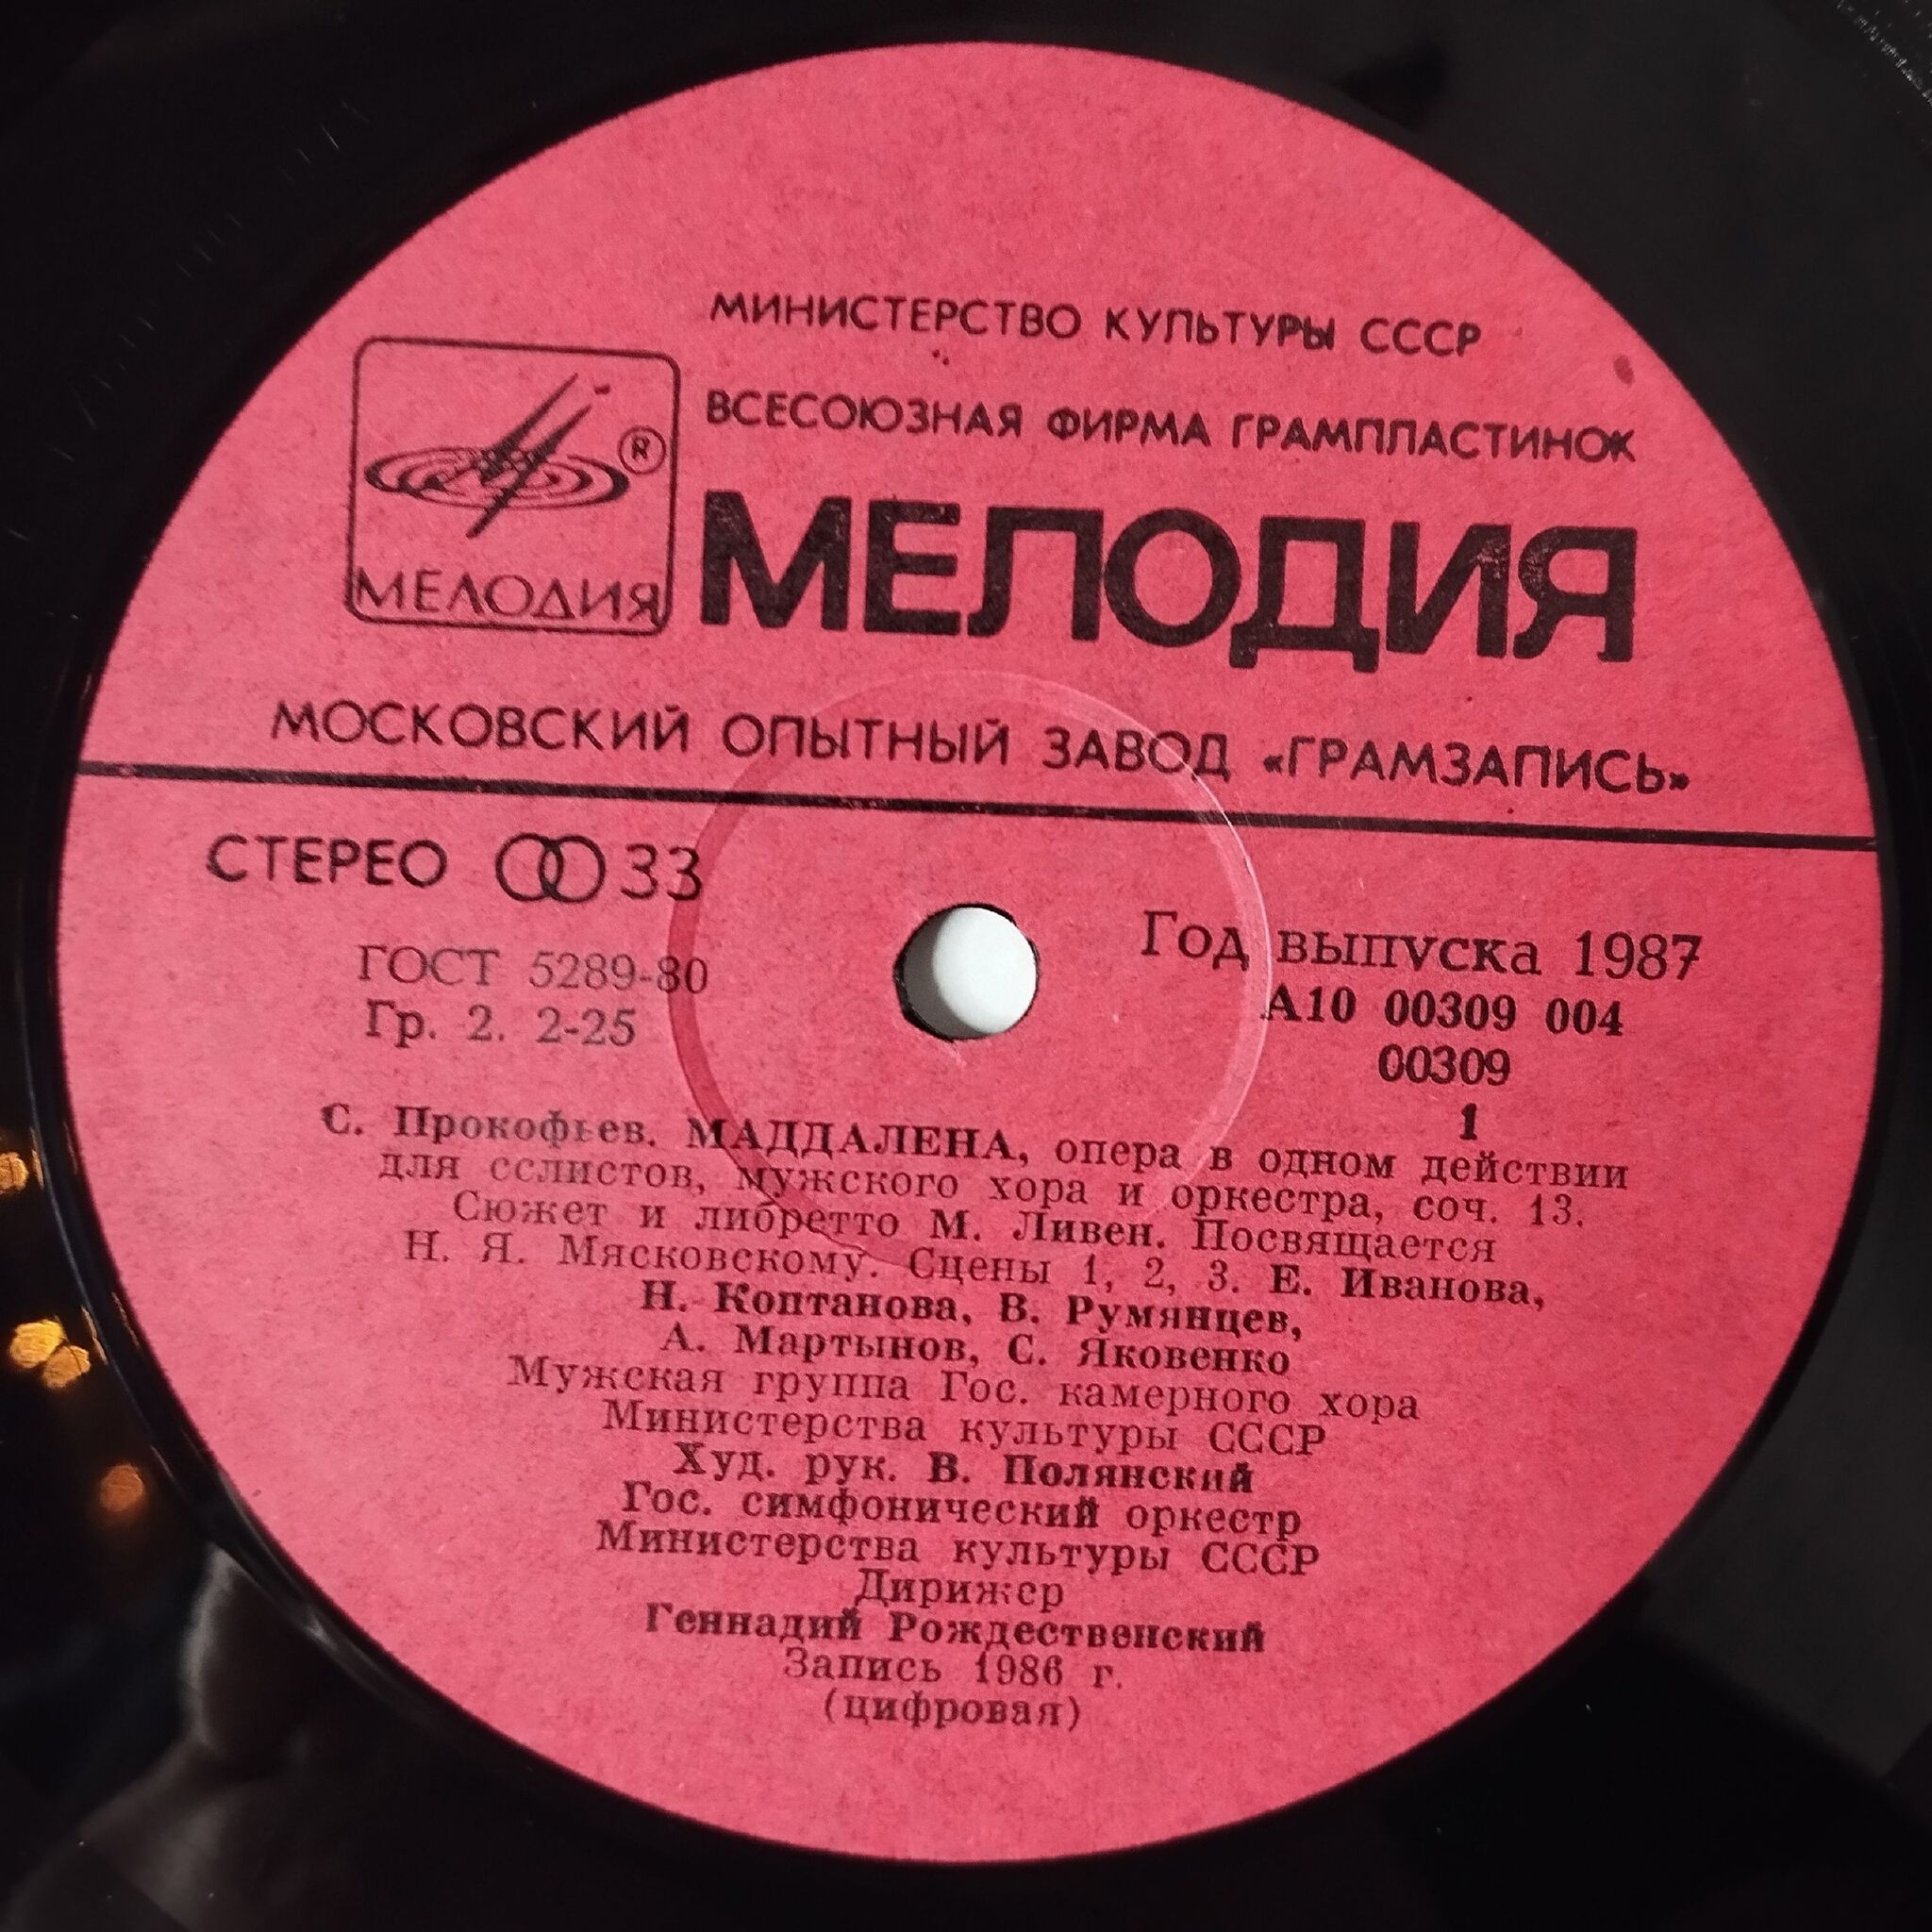 МИНИСТЕРСТВО КУЛЬТУРЫ СССР
ВСЕСОЮЗНАЯ ФИРМА ГРАМПЛАСТИНОК
®
МЕЛОДИЯ
МЕЛОДИЯ
МОСКОВСКИЙ ОПЫТНЫЙ ЗАВОД «ГРАМЗАПИСЬ»
СТЕРЕО 33
ГОСТ 5289-80
Гр. 2. 2-25
Год выпуска 1987
А10 00309 004
00309
1
С. Прокофьев. МАДДАЛЕНА, опера в одном действии
для сслистов, мужского хора и оркестра, соч. 13.
Сюжет и либретто М. Ливен. Посвящается
Н. Я. Мясковскому. Сцены 1, 2, 3. Е. Иванова,
Н. Коптанова, В. Румянцев,
А. Мартынов, С. Яковенко
Мужская группа Гос. камерного хора
Министерства культуры СССР
Худ. рук. В. Полянский
Гос. симфонический оркестр
Министерства культуры СССР
Дирижер
Геннадий Рождественский
Запись 1986 г.
(цифровая)